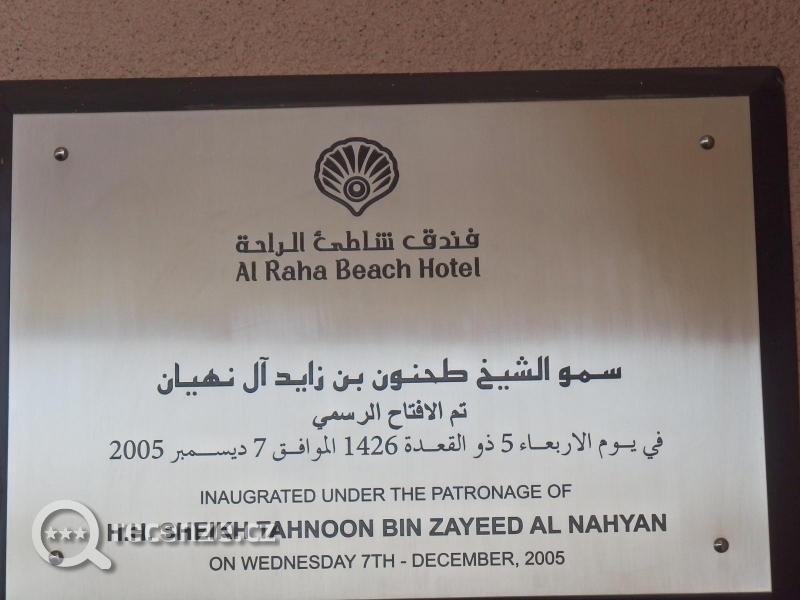 فندق شاطئ الراحة
Al Raha Beach Hotel
سمو الشيخ طحنون بن زايد آل نهيان
تم الافتاح الرسمي
في يوم الاربعاء 5 ذو القعدة 1426 الموافق 7 ديسمبر 2005
INAUGRATED UNDER THE PATRONAGE OF
H.H. SHEIKH TAHNOON BIN ZAYEED AL NAHYAN
ON WEDNESDAY 7TH - DECEMBER, 2005